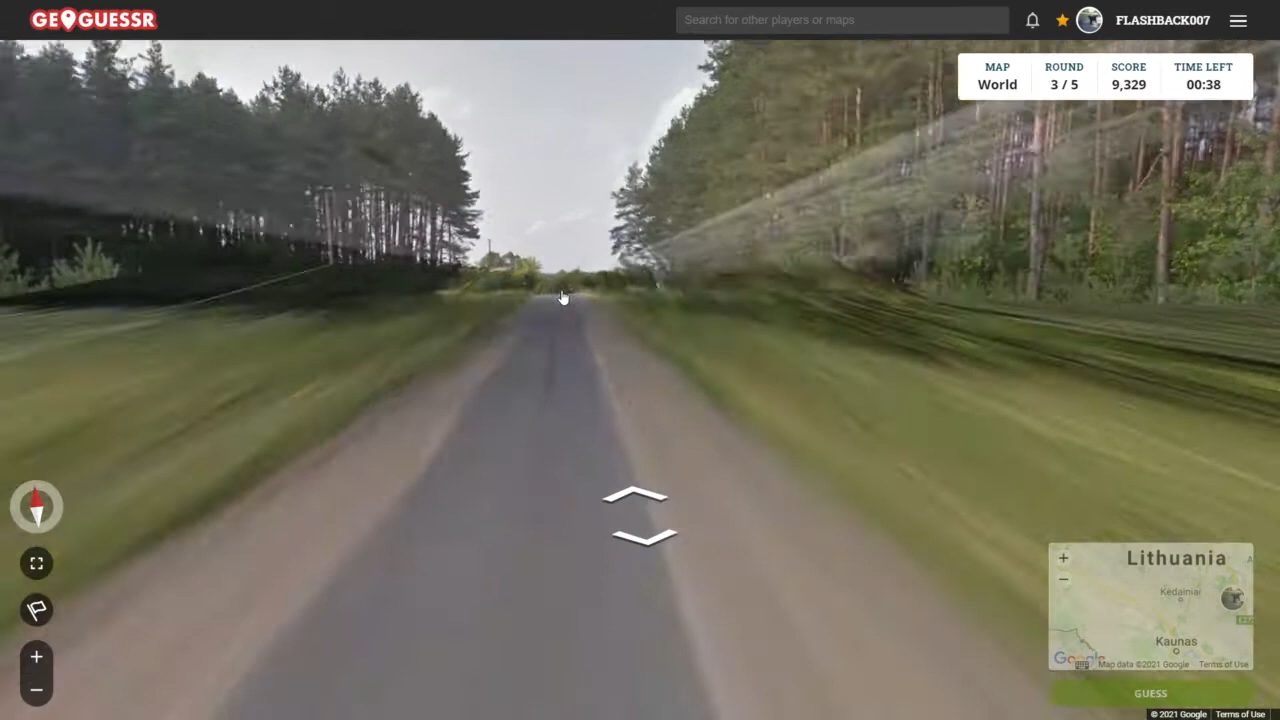 GEOGUESSR
Search for other players or maps
FLASHBACK007
MAP ROUND SCORE TIME LEFT
World 3 / 5 9,329 00:38
Lithuania
Kėdainiai
Kaunas
Google
Map data ©2021 Google Terms of Use
GUESS
© 2021 Google Terms of Use